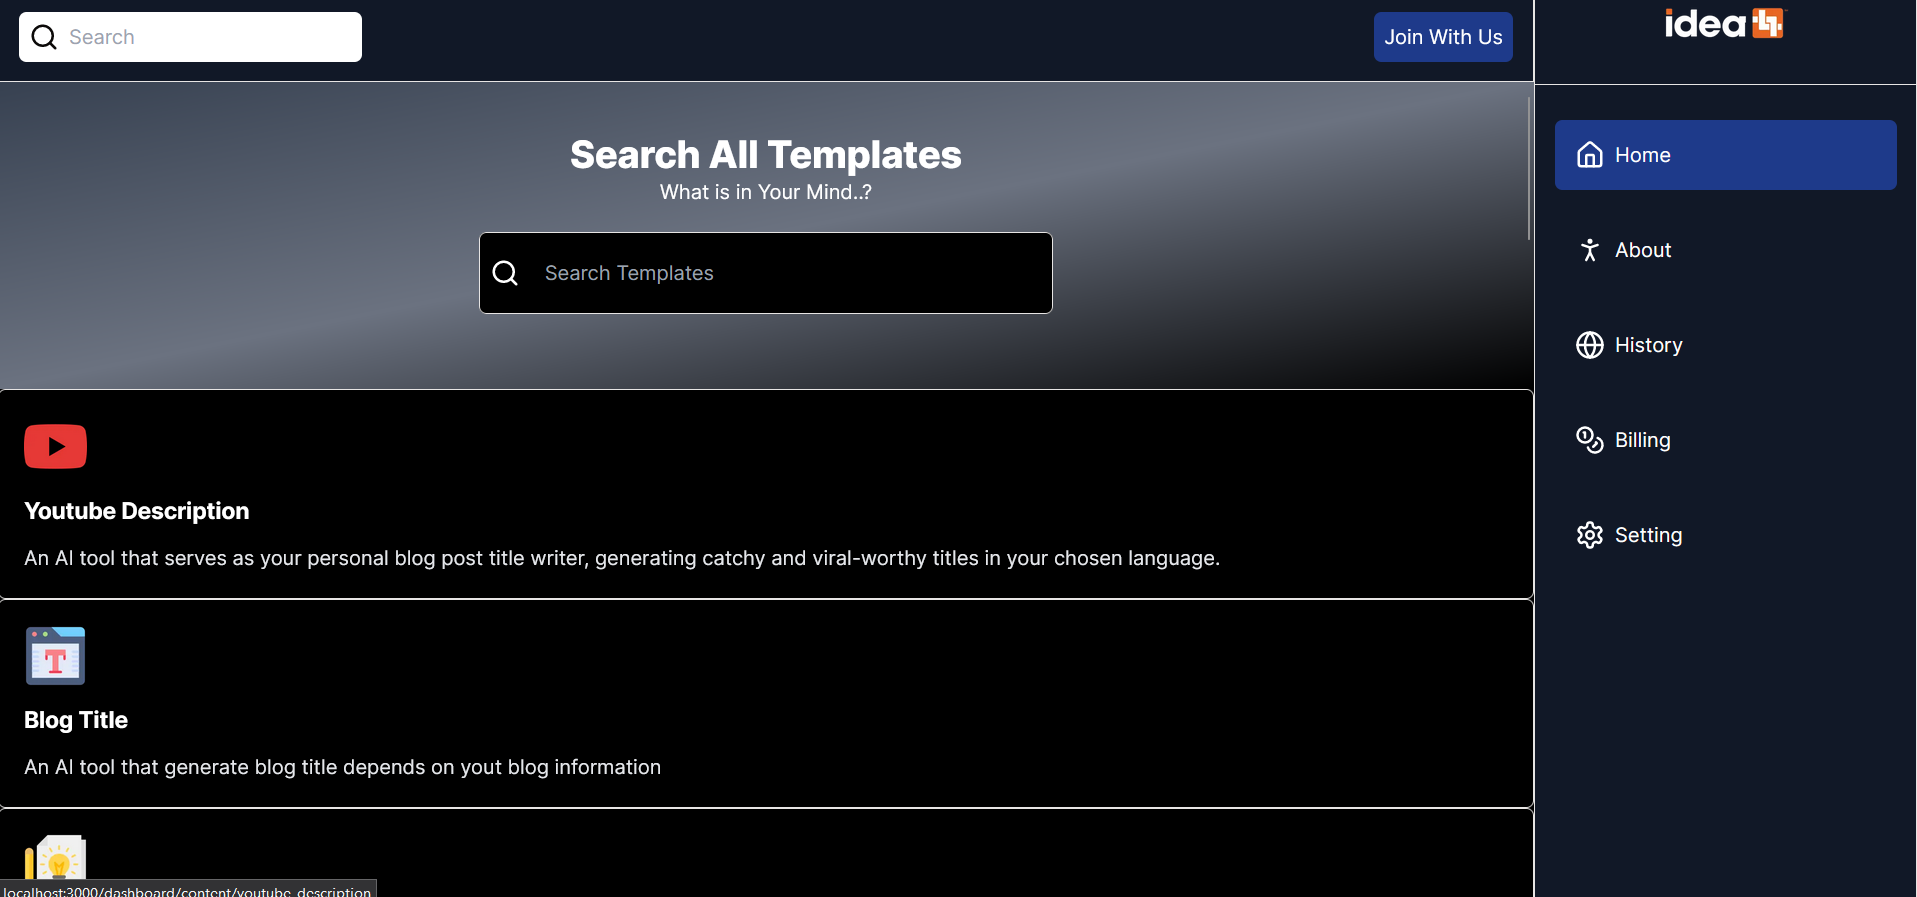 Search
Join With Us
idea
Search All Templates
What is in Your Mind..?
Search Templates
Youtube Description
An AI tool that serves as your personal blog post title writer, generating catchy and viral-worthy titles in your chosen language.
Blog Title
An AI tool that generate blog title depends on yout blog information
localhost:3000/dashboard/content/youtube_description
Home
About
History
Billing
Setting